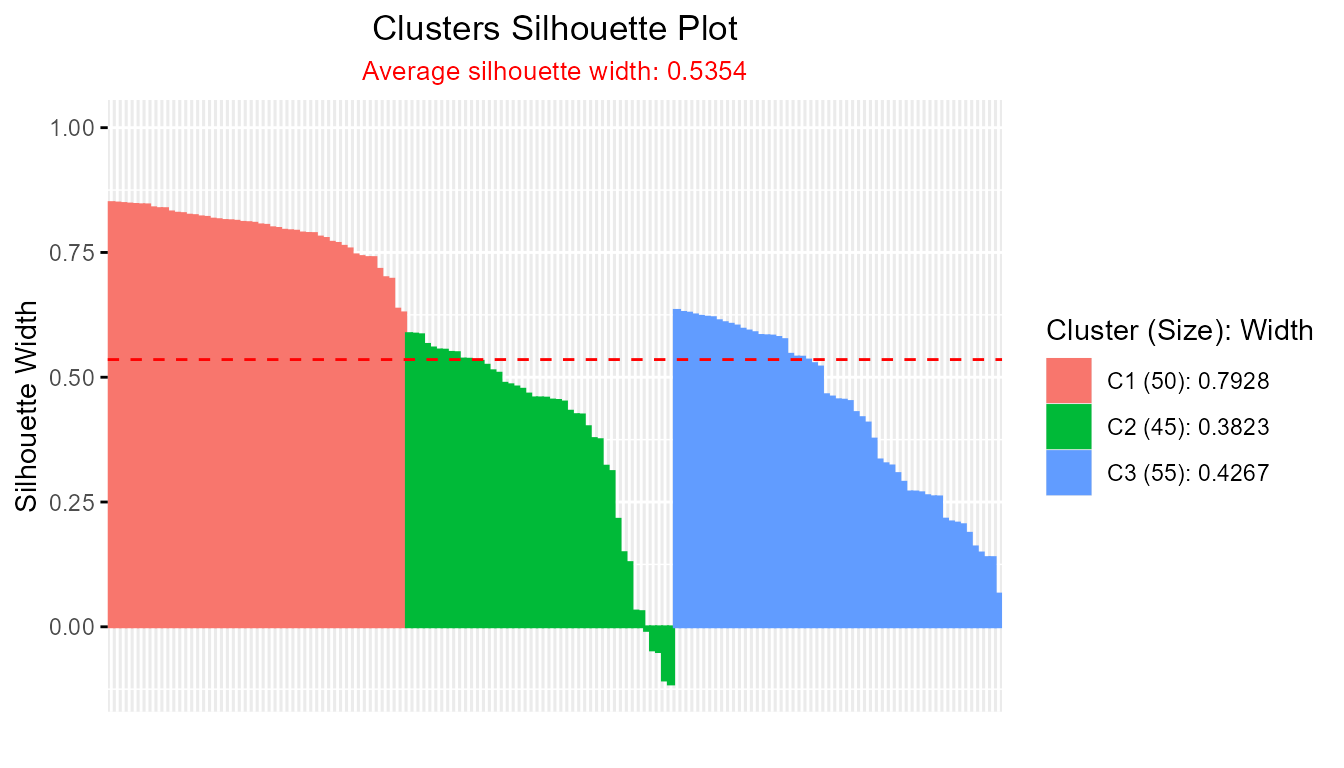 Clusters Silhouette Plot
Average silhouette width: 0.5354
1.00
0.75
0.50
0.25
0.00
Silhouette Width
Cluster (Size): Width
C1 (50): 0.7928
C2 (45): 0.3823
C3 (55): 0.4267